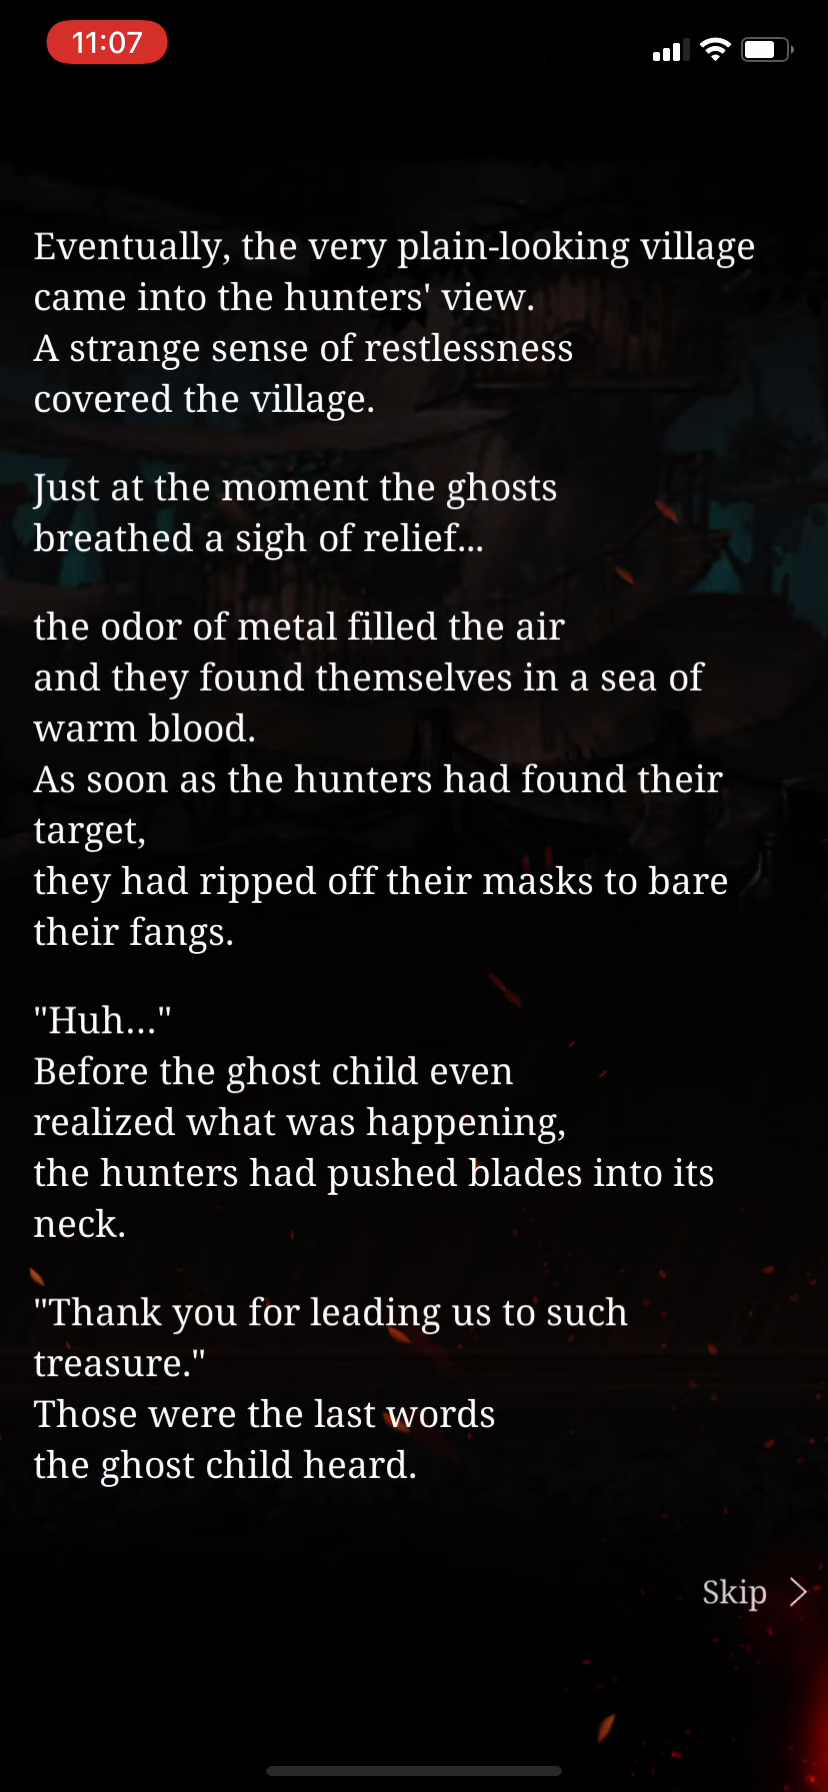 11:07
Eventually, the very plain-looking village
came into the hunters' view.
A strange sense of restlessness
covered the village.
Just at the moment the ghosts
breathed a sigh of relief...
the odor of metal filled the air
and they found themselves in a sea of
warm blood.
As soon as the hunters had found their
target,
they had ripped off their masks to bare
their fangs.
"Huh..."
Before the ghost child even
realized what was happening,
the hunters had pushed blades into its
neck.
"Thank you for leading us to such
treasure."
Those were the last words
the ghost child heard.
Skip